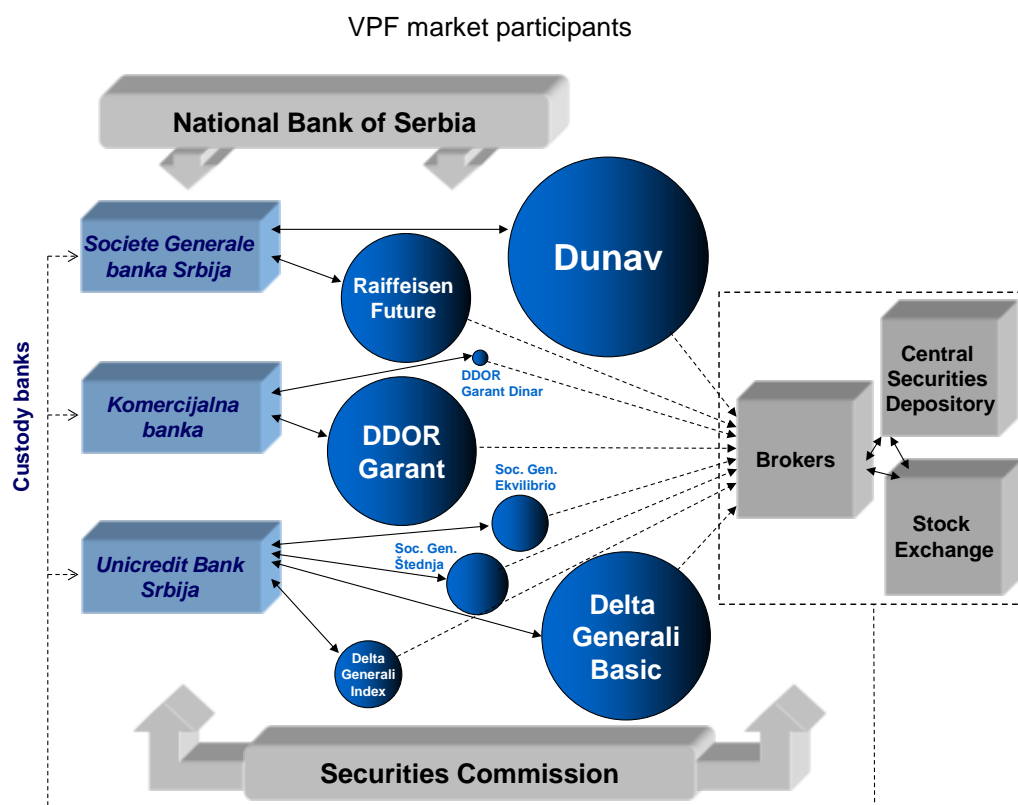 VPF market participants
National Bank of Serbia
Societe Generale
banka Srbija
Dunav
Raiffeisen
Future
DDOR
Garant Dinar
Komercijalna
banka
DDOR
Garant
Custody banks
Soc. Gen.
Ekvilibrio
Soc. Gen.
Štednja
Unicredit Bank
Srbija
Delta
Generali
Basic
Delta
Generali
Index
Brokers
Central
Securities
Depository
Stock
Exchange
Securities Commission